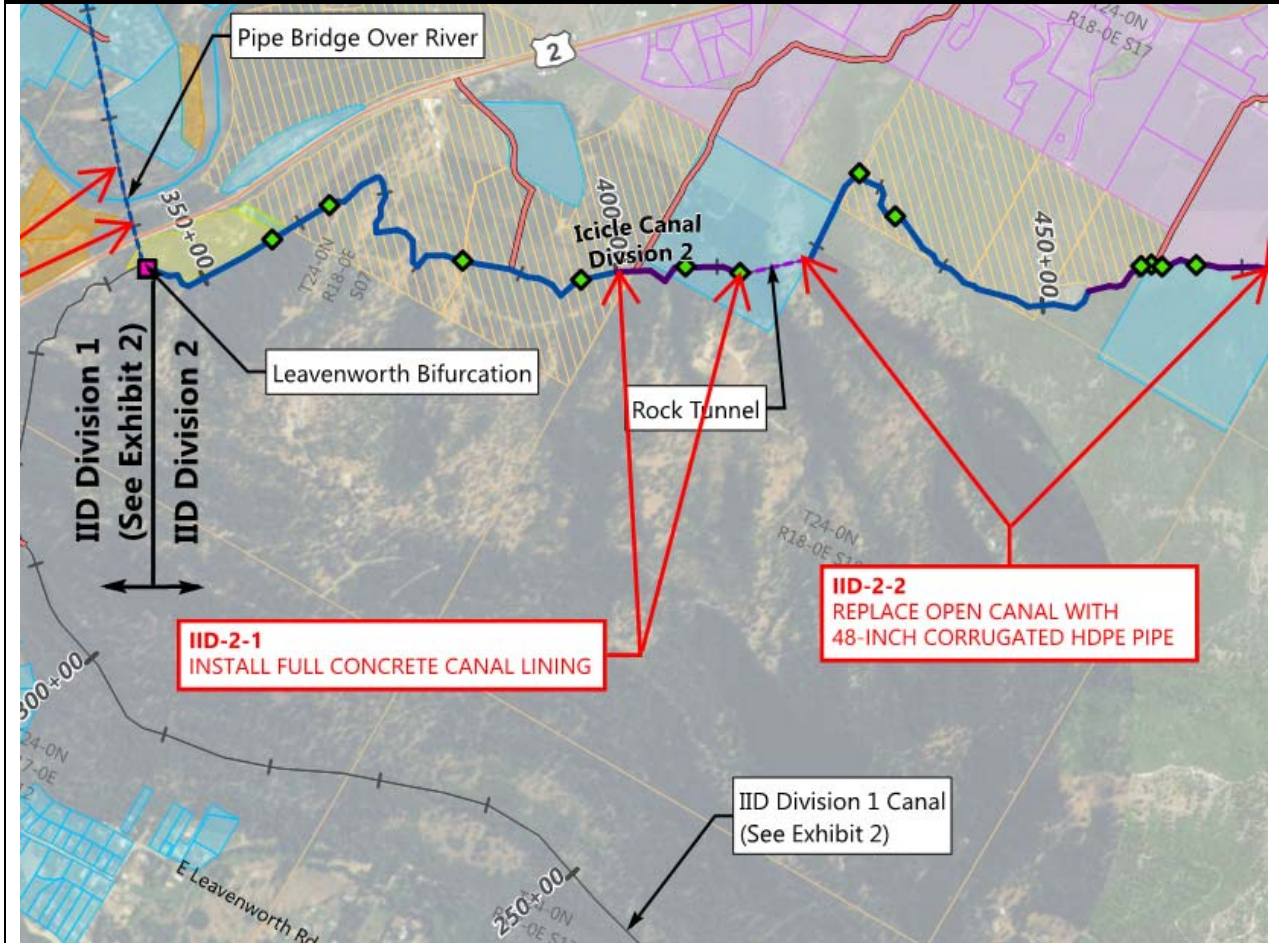 Pipe Bridge Over River
2
T24-0N
R18-0E S17
350+00
T24-0N
R18-0E
S07
400+00
Icicle Canal
Divsion 2
450+00
Leavenworth Bifurcation
Rock Tunnel
IID Division 1
(See Exhibit 2)
IID Division 2
T24-0N
R18-0E
IID-2-1
INSTALL FULL CONCRETE CANAL LINING
IID-2-2
REPLACE OPEN CANAL WITH
48-INCH CORRUGATED HDPE PIPE
300+00
IID Division 1 Canal
(See Exhibit 2)
E Leavenworth Rd
250+00